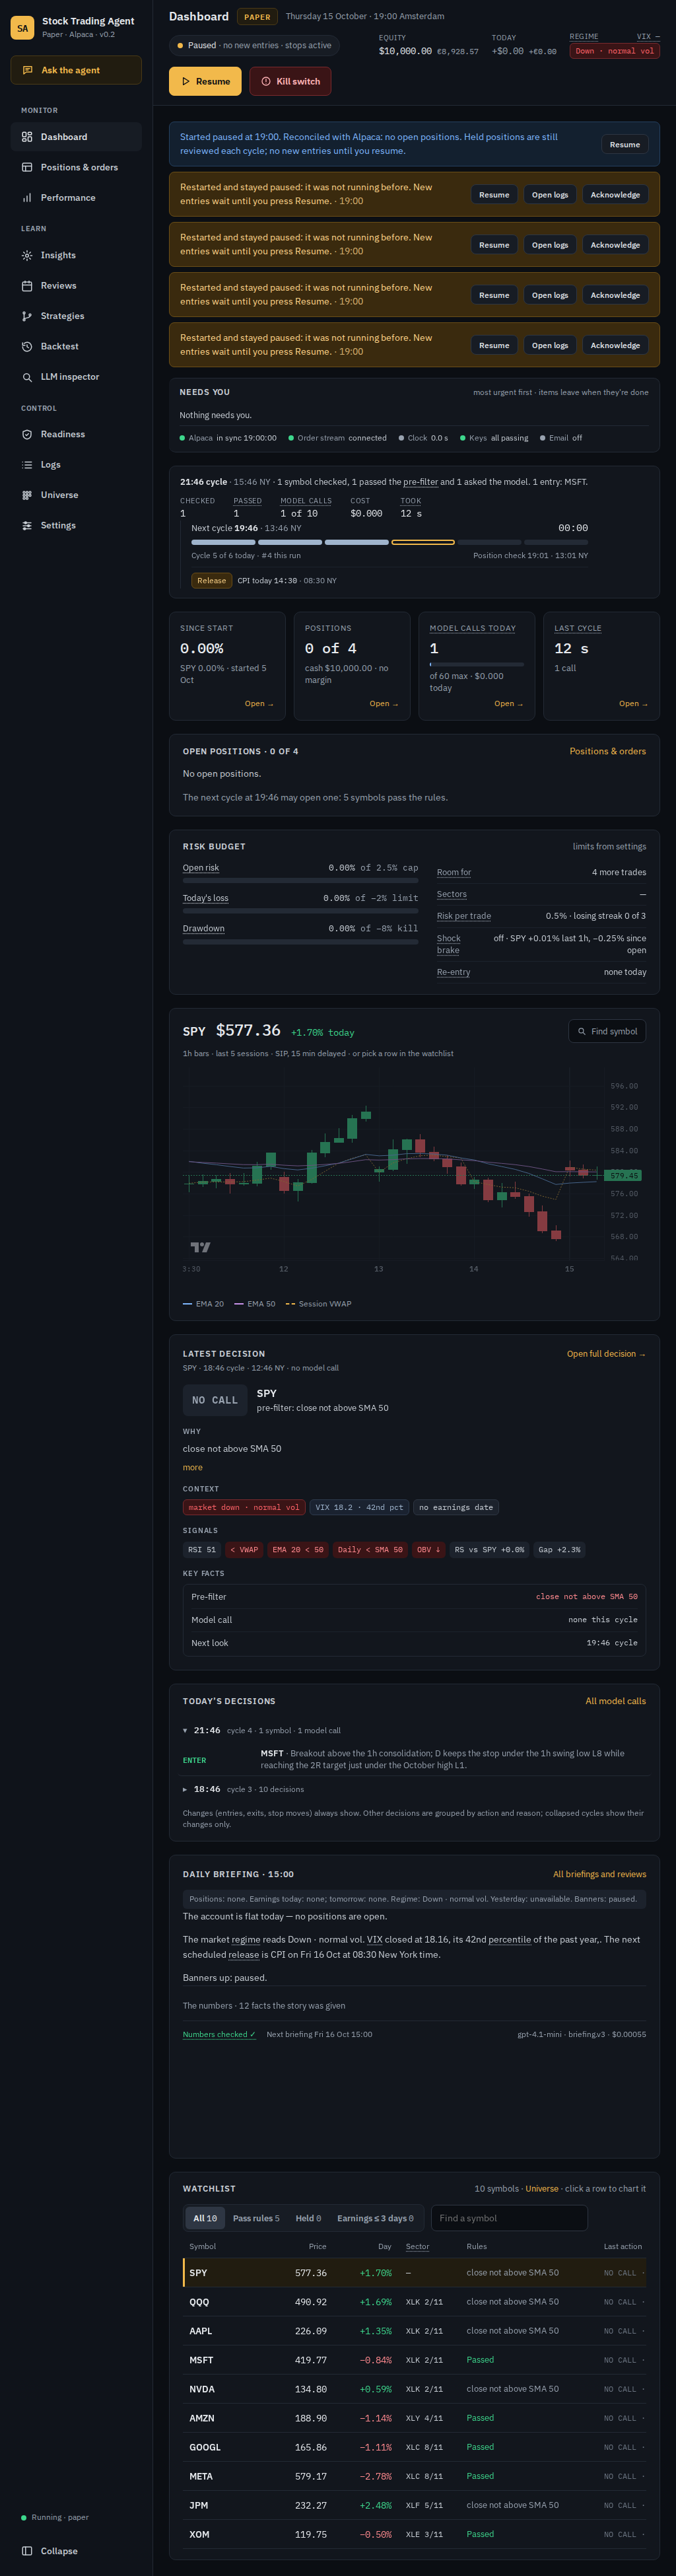 SA
Stock Trading Agent
Paper · Alpaca · v0.2
Ask the agent
MONITOR
Dashboard
Positions & orders
Performance
LEARN
Insights
Reviews
Strategies
Backtest
LLM inspector
CONTROL
Readiness
Logs
Universe
Settings
Running · paper
Collapse
Dashboard PAPER Thursday 15 October · 19:00 Amsterdam
Paused · no new entries · stops active
EQUITY
$10,000.00 €8,928.57
TODAY
+$0.00 +€0.00
REGIME VIX —
Down · normal vol
Resume
Kill switch
Started paused at 19:00. Reconciled with Alpaca: no open positions. Held positions are still
reviewed each cycle; no new entries until you resume.
Resume
Restarted and stayed paused: it was not running before. New
entries wait until you press Resume. · 19:00
Resume Open logs Acknowledge
Restarted and stayed paused: it was not running before. New
entries wait until you press Resume. · 19:00
Resume Open logs Acknowledge
Restarted and stayed paused: it was not running before. New
entries wait until you press Resume. · 19:00
Resume Open logs Acknowledge
Restarted and stayed paused: it was not running before. New
entries wait until you press Resume. · 19:00
Resume Open logs Acknowledge
NEEDS YOU
most urgent first · items leave when they're done
Nothing needs you.
Alpaca in sync 19:00:00 Order stream connected Clock 0.0 s Keys all passing Email off
21:46 cycle · 15:46 NY · 1 symbol checked, 1 passed the pre-filter and 1 asked the model. 1 entry: MSFT.
CHECKED PASSED MODEL CALLS COST TOOK
1 1 1 of 10 $0.000 12 s
Next cycle 19:46 · 13:46 NY 00:00
Cycle 5 of 6 today · #4 this run Position check 19:01 · 13:01 NY
Release CPI today 14:30 · 08:30 NY
SINCE START
0.00%
SPY 0.00% · started 5
Oct
Open →
POSITIONS
0 of 4
cash $10,000.00 · no
margin
Open →
MODEL CALLS TODAY
1
of 60 max · $0.000
today
Open →
LAST CYCLE
12 s
1 call
Open →
OPEN POSITIONS · 0 OF 4 Positions & orders
No open positions.
The next cycle at 19:46 may open one: 5 symbols pass the rules.
RISK BUDGET limits from settings
Open risk 0.00% of 2.5% cap
Today's loss 0.00% of −2% limit
Drawdown 0.00% of −8% kill
Room for 4 more trades
Sectors —
Risk per trade 0.5% · losing streak 0 of 3
Shock
brake
off · SPY +0.01% last 1h, −0.25% since
open
Re-entry none today
SPY $577.36 +1.70% today
Find symbol
1h bars · last 5 sessions · SIP, 15 min delayed · or pick a row in the watchlist
596.00
592.00
588.00
584.00
579.45
576.00
572.00
568.00
564.00
3:30 12 13 14 15
EMA 20 EMA 50 Session VWAP
LATEST DECISION Open full decision →
SPY · 18:46 cycle · 12:46 NY · no model call
NO CALL
SPY
pre-filter: close not above SMA 50
WHY
close not above SMA 50
more
CONTEXT
market down · normal vol VIX 18.2 · 42nd pct no earnings date
SIGNALS
RSI 51 < VWAP EMA 20 < 50 Daily < SMA 50 OBV ↓ RS vs SPY +0.0% Gap +2.3%
KEY FACTS
Pre-filter close not above SMA 50
Model call none this cycle
Next look 19:46 cycle
TODAY'S DECISIONS All model calls
▾ 21:46 cycle 4 · 1 symbol · 1 model call
ENTER
MSFT · Breakout above the 1h consolidation; D keeps the stop under the 1h swing low L8 while
reaching the 2R target just under the October high L1.
▸ 18:46 cycle 3 · 10 decisions
Changes (entries, exits, stop moves) always show. Other decisions are grouped by action and reason; collapsed cycles show their
changes only.
DAILY BRIEFING · 15:00 All briefings and reviews
Positions: none. Earnings today: none; tomorrow: none. Regime: Down · normal vol. Yesterday: unavailable. Banners: paused.
The account is flat today — no positions are open.
The market regime reads Down · normal vol. VIX closed at 18.16, its 42nd percentile of the past year,. The next
scheduled release is CPI on Fri 16 Oct at 08:30 New York time.
Banners up: paused.
The numbers · 12 facts the story was given
Numbers checked ✓ Next briefing Fri 16 Oct 15:00 gpt-4.1-mini · briefing.v3 · $0.00055
WATCHLIST 10 symbols · Universe · click a row to chart it
All 10 Pass rules 5 Held 0 Earnings ≤ 3 days 0 Find a symbol
Symbol Price Day Sector Rules Last action
SPY 577.36 +1.70% — close not above SMA 50 NO CALL ·
QQQ 490.92 +1.69% XLK 2/11 close not above SMA 50 NO CALL ·
AAPL 226.09 +1.35% XLK 2/11 close not above SMA 50 NO CALL ·
MSFT 419.77 −0.84% XLK 2/11 Passed NO CALL ·
NVDA 134.80 +0.59% XLK 2/11 close not above SMA 50 NO CALL ·
AMZN 188.90 −1.14% XLY 4/11 Passed NO CALL ·
GOOGL 165.86 −1.11% XLC 8/11 Passed NO CALL ·
META 579.17 −2.78% XLC 8/11 Passed NO CALL ·
JPM 232.27 +2.48% XLF 5/11 close not above SMA 50 NO CALL ·
XOM 119.75 −0.50% XLE 3/11 Passed NO CALL ·